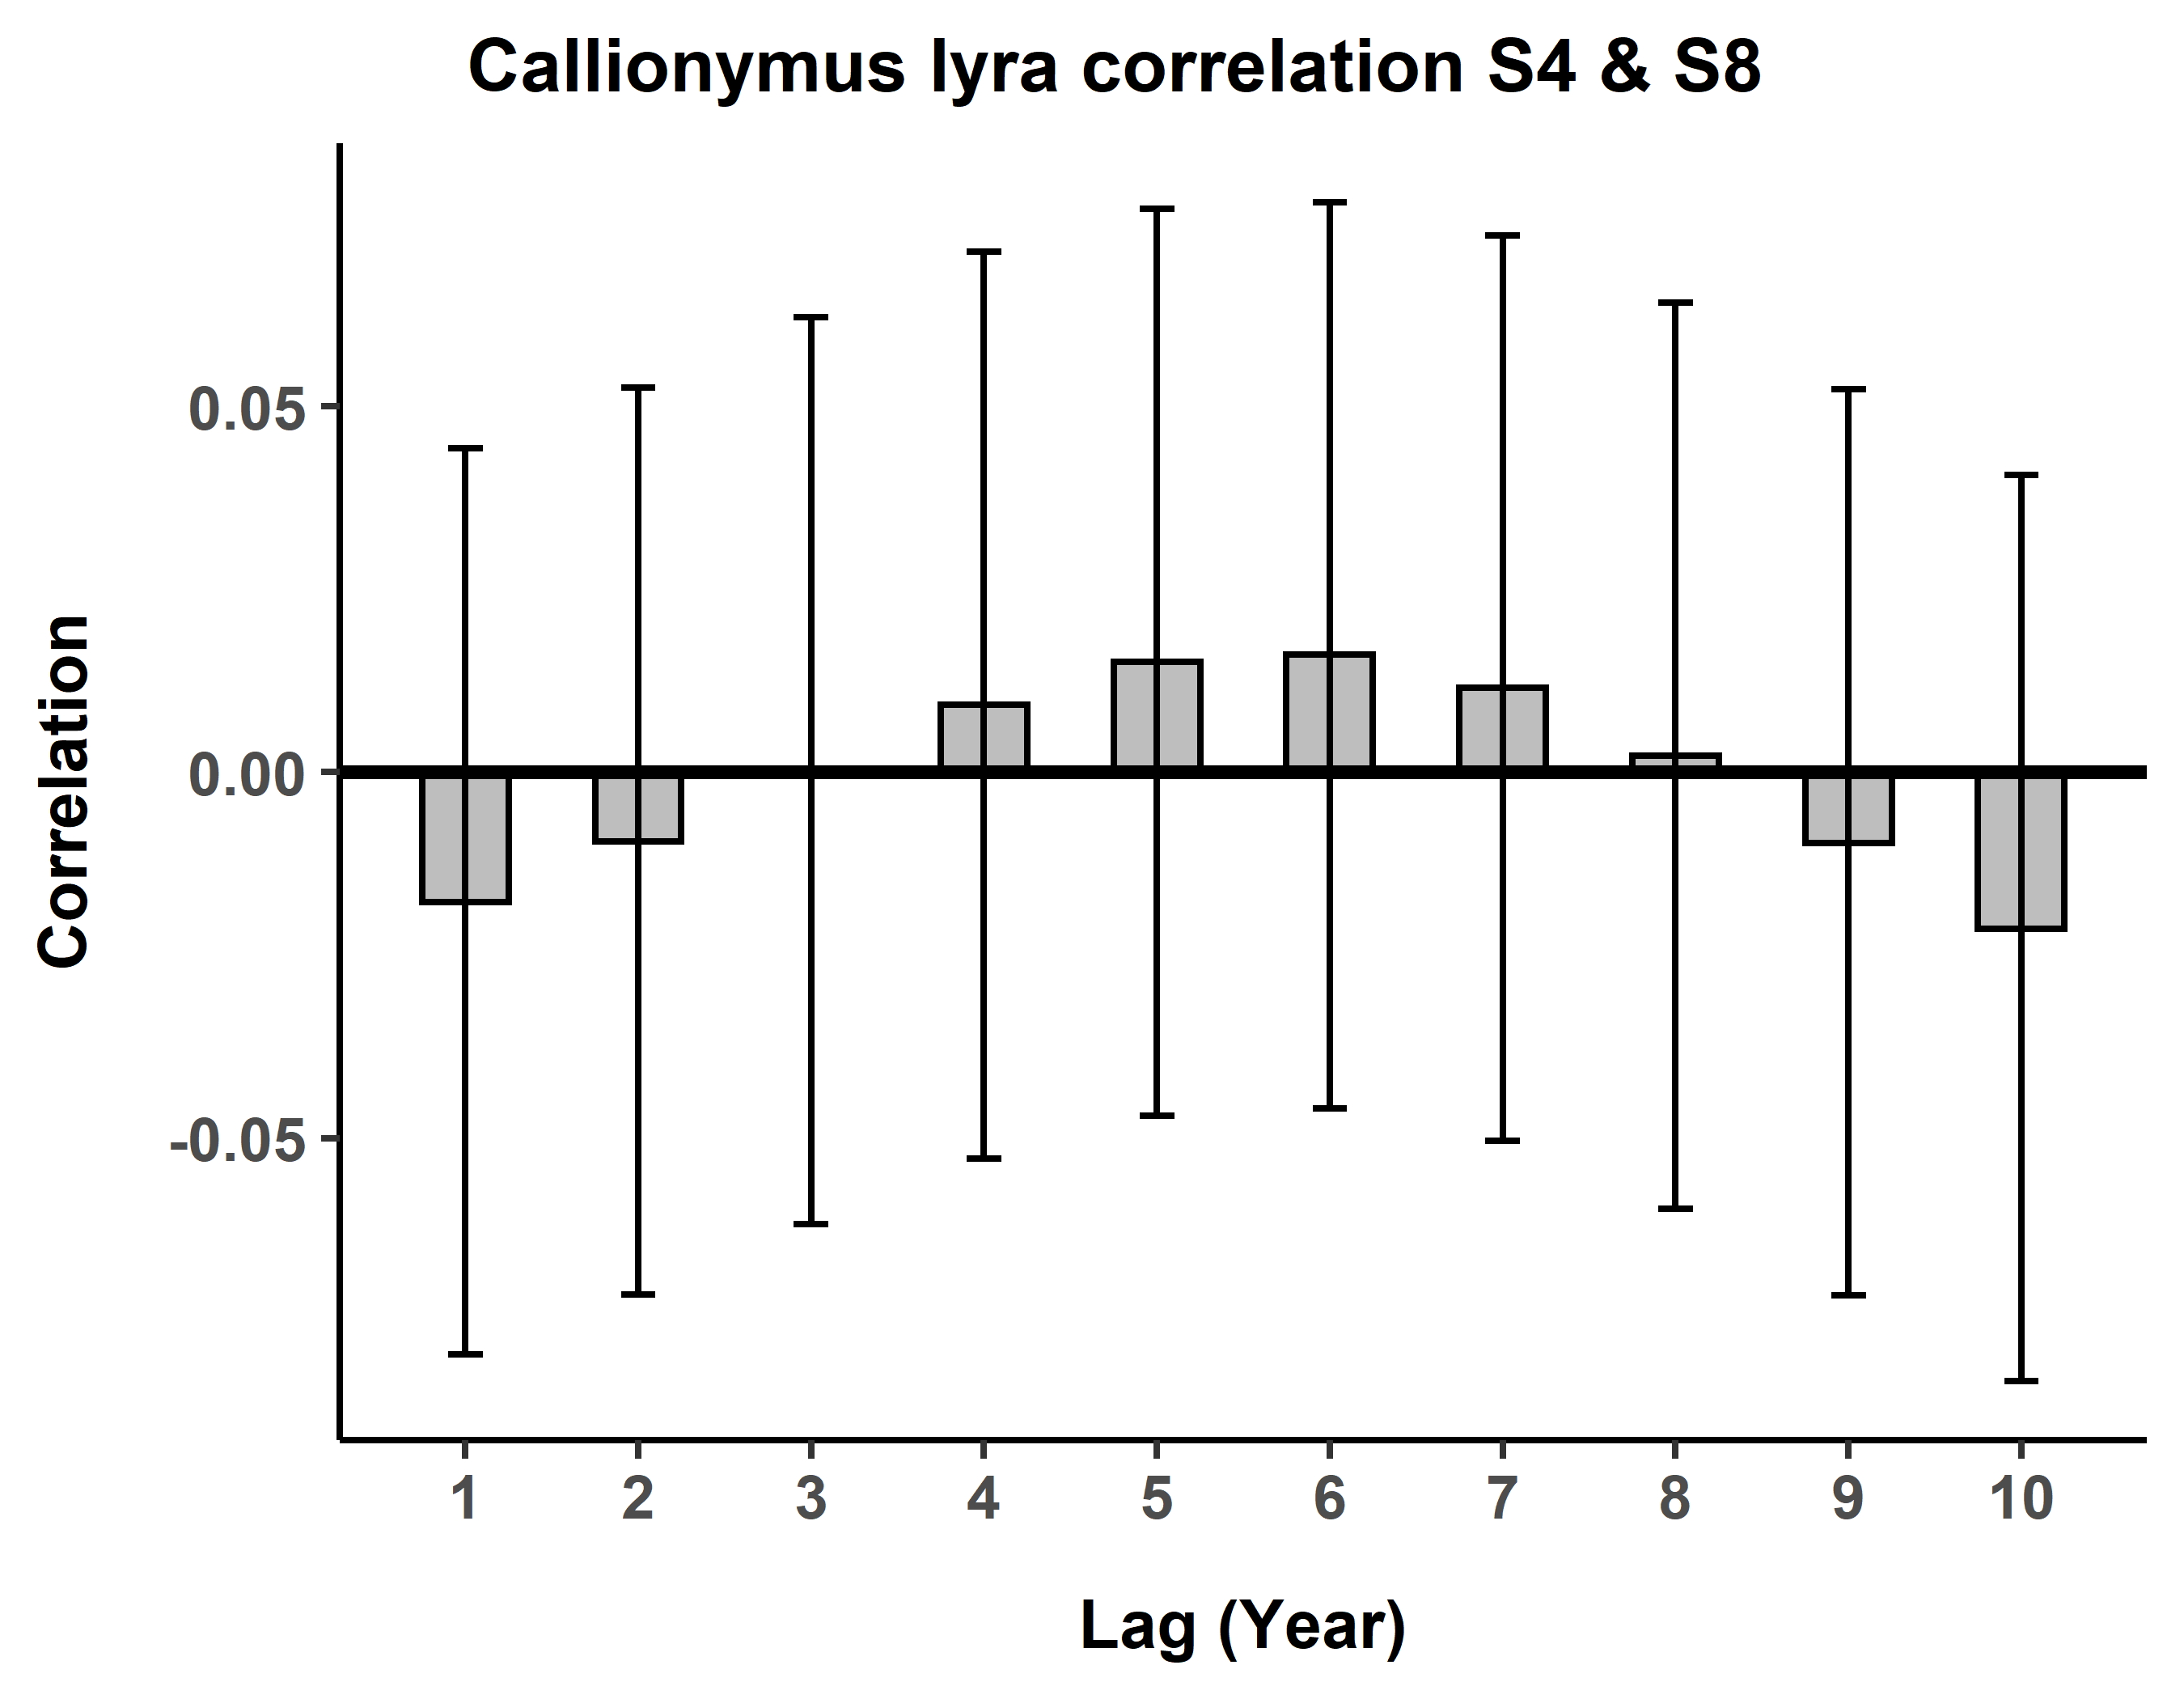 Callionymus lyra correlation S4 & S8
Correlation
0.05
0.00
-0.05
1 2 3 4 5 6 7 8 9 10
Lag (Year)